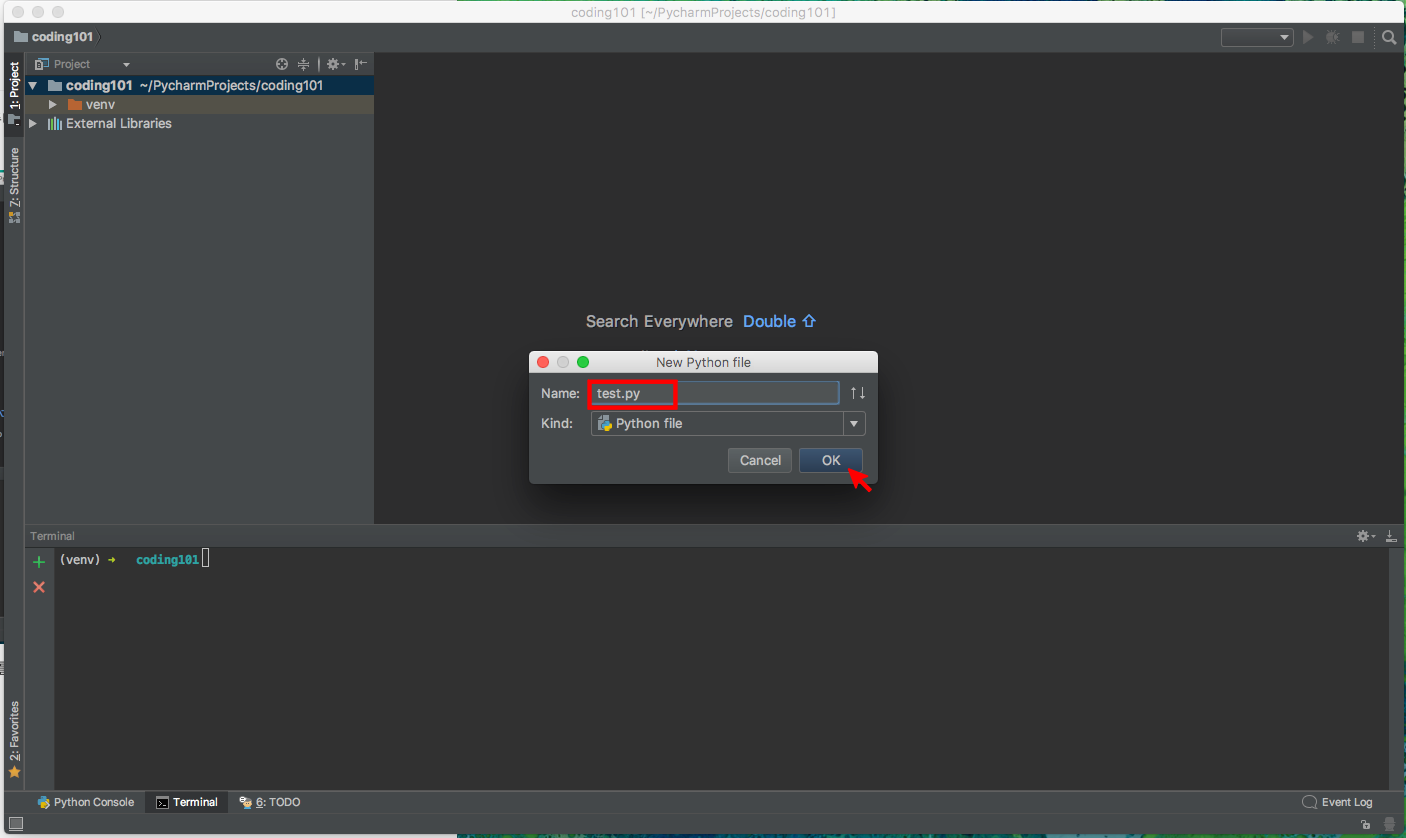 coding101 [~/PycharmProjects/coding101]
coding101
1: Project
Project
coding101 ~/PycharmProjects/coding101
venv
External Libraries
7: Structure
Search Everywhere Double ⇧
New Python file
Name: test.py
Kind: Python file
Cancel OK
Terminal
(venv) → coding101
2: Favorites
Python Console Terminal 6: TODO Event Log